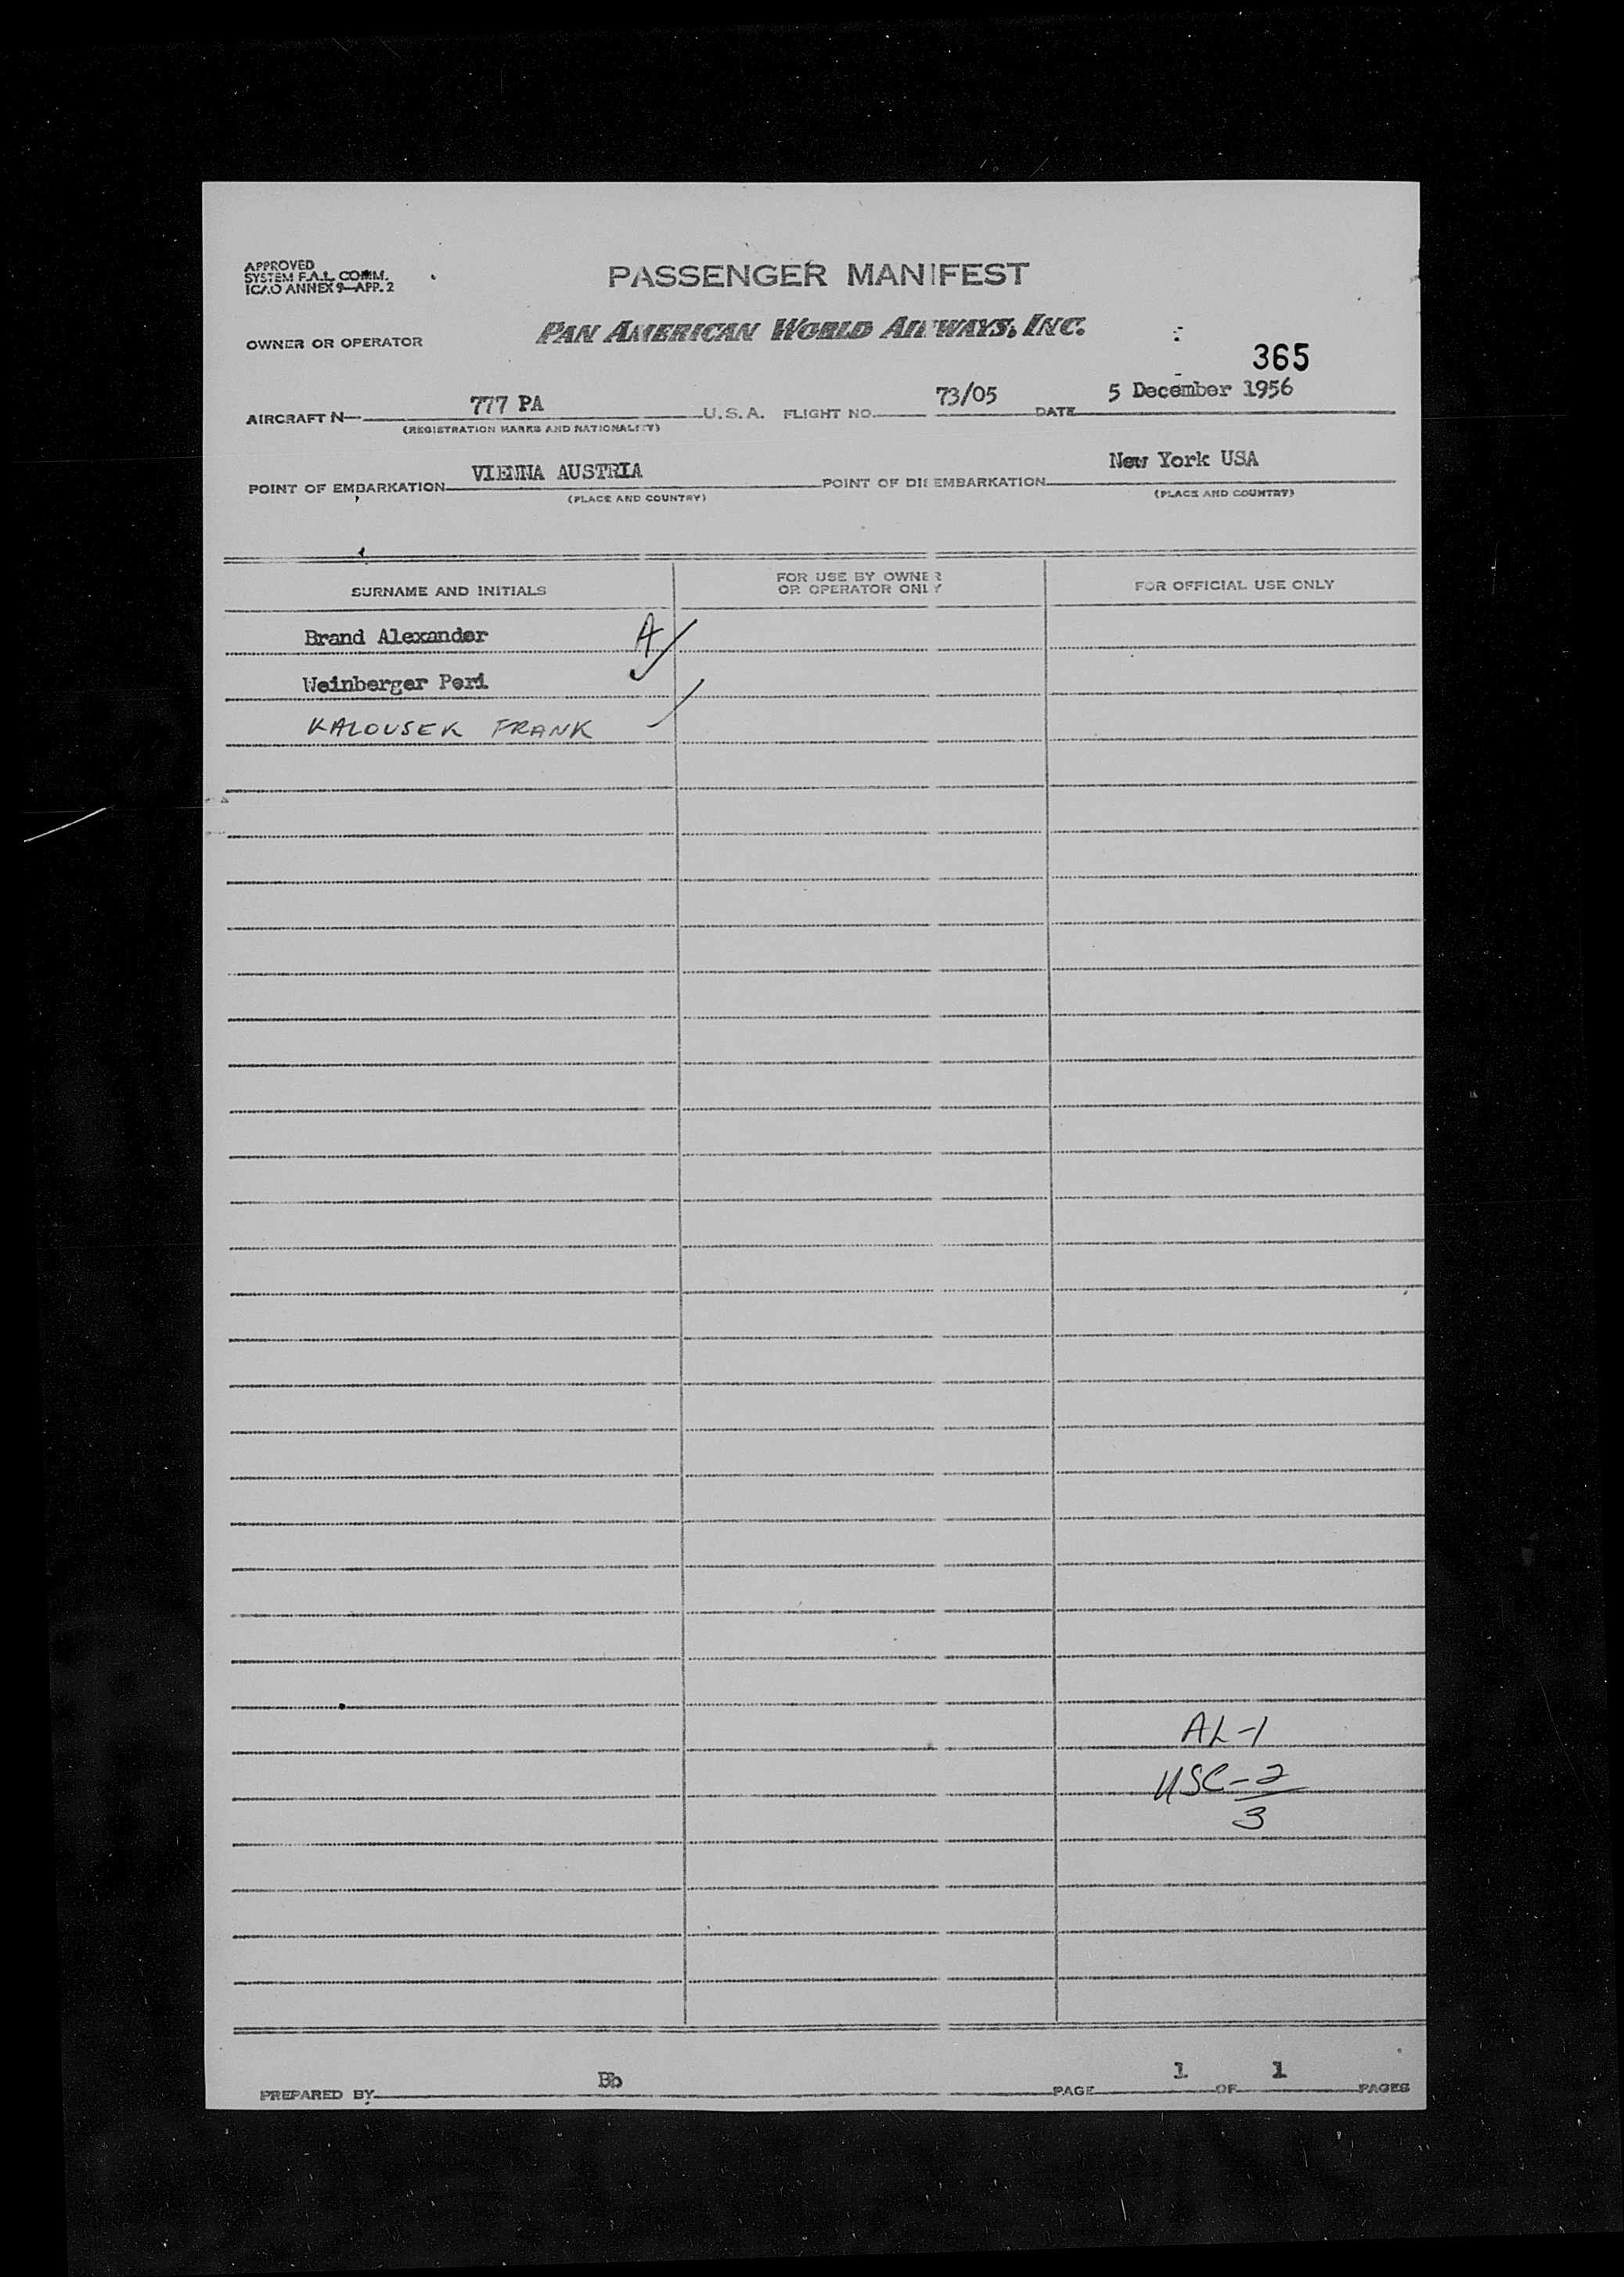 APPROVED
SYSTEM F.A.L. COMM.
ICAO ANNEX 9—APP. 2
PASSENGER MANIFEST
OWNER OR OPERATOR PAN AMERICAN WORLD AIRWAYS, INC.
365
AIRCRAFT N— 777 PA U.S.A. FLIGHT NO. 73/05 DATE 5 December 1956
(REGISTRATION MARKS AND NATIONALITY)
POINT OF EMBARKATION VIENNA AUSTRIA POINT OF DISEMBARKATION New York USA
(PLACE AND COUNTRY) (PLACE AND COUNTRY)
SURNAME AND INITIALS
FOR USE BY OWNER
OR OPERATOR ONLY
FOR OFFICIAL USE ONLY
Brand Alexander A
Weinberger Peri
KALOUSEK FRANK
AL-1
USC-2
3
PREPARED BY Bb PAGE 1 OF 1 PAGES